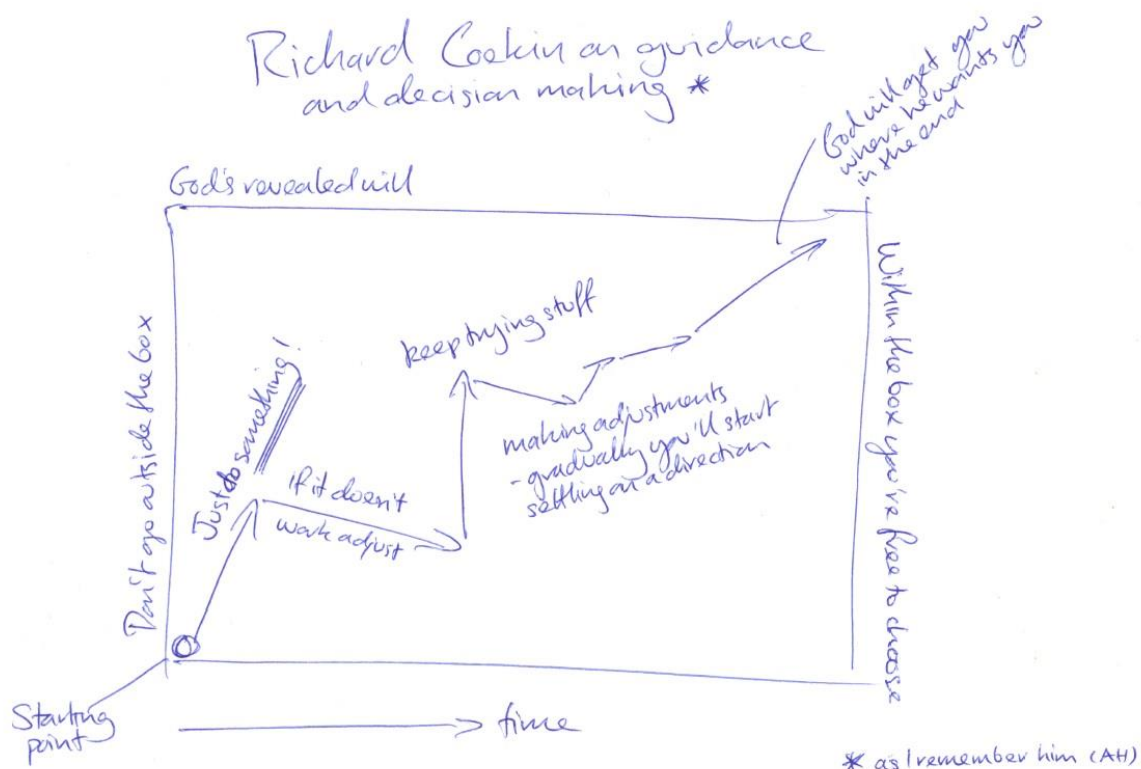 Richard Coekin on guidance
and decision making *
God will get you
where he wants you
in the end
God's revealed will
Don't go outside the box
Within the box you're free to choose
Just do something!
If it doesn't
work adjust
keep trying stuff
making adjustments
- gradually you'll start
settling on a direction
Starting
point
time
* as I remember him (AH)